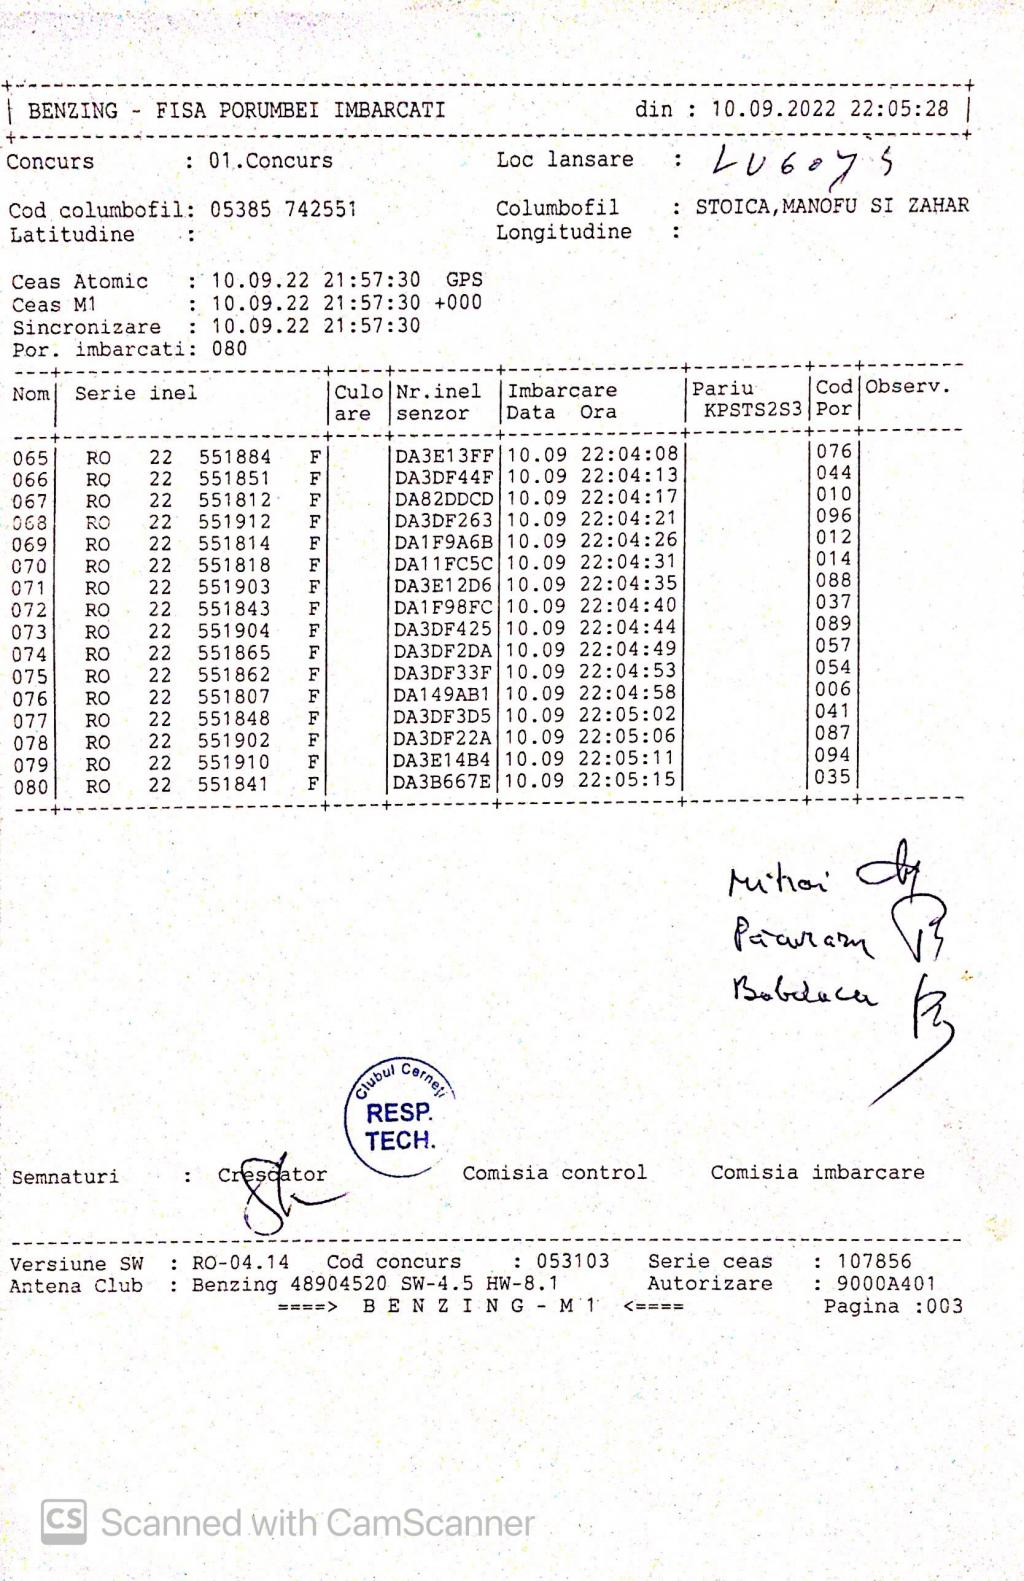 BENZING - FISA PORUMBEI IMBARCATI din : 10.09.2022 22:05:28
Concurs : 01.Concurs Loc lansare : LUGOJ 5
Cod columbofil: 05385 742551 Columbofil : STOICA,MANOFU SI ZAHAR
Latitudine : Longitudine :
Ceas Atomic : 10.09.22 21:57:30 GPS
Ceas M1 : 10.09.22 21:57:30 +000
Sincronizare : 10.09.22 21:57:30
Por. imbarcati: 080
Nom| Serie inel |Culo|Nr.inel |Imbarcare |Pariu |Cod|Observ.
| |are |senzor |Data Ora | KPSTS2S3|Por|
065| RO 22 551884 F| |DA3E13FF|10.09 22:04:08| |076|
066| RO 22 551851 F| |DA3DF44F|10.09 22:04:13| |044|
067| RO 22 551812 F| |DA82DDCD|10.09 22:04:17| |010|
068| RO 22 551912 F| |DA3DF263|10.09 22:04:21| |096|
069| RO 22 551814 F| |DA1F9A6B|10.09 22:04:26| |012|
070| RO 22 551818 F| |DA11FC5C|10.09 22:04:31| |014|
071| RO 22 551903 F| |DA3E12D6|10.09 22:04:35| |088|
072| RO 22 551843 F| |DA1F98FC|10.09 22:04:40| |037|
073| RO 22 551904 F| |DA3DF425|10.09 22:04:44| |089|
074| RO 22 551865 F| |DA3DF2DA|10.09 22:04:49| |057|
075| RO 22 551862 F| |DA3DF33F|10.09 22:04:53| |054|
076| RO 22 551807 F| |DA149AB1|10.09 22:04:58| |006|
077| RO 22 551848 F| |DA3DF3D5|10.09 22:05:02| |041|
078| RO 22 551902 F| |DA3DF22A|10.09 22:05:06| |087|
079| RO 22 551910 F| |DA3E14B4|10.09 22:05:11| |094|
080| RO 22 551841 F| |DA3B667E|10.09 22:05:15| |035|
Mihai
Clubul Cerneți
RESP.
TECH.
Semnaturi : Crescator Comisia control Comisia imbarcare
Versiune SW : RO-04.14 Cod concurs : 053103 Serie ceas : 107856
Antena Club : Benzing 48904520 SW-4.5 HW-8.1 Autorizare : 9000A401
====> B E N Z I N G - M 1 <==== Pagina :003
CS Scanned with CamScanner